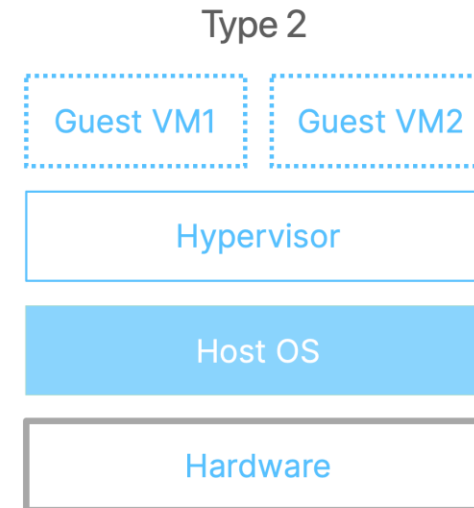 Type 2
Guest VM1 Guest VM2
Hypervisor
Host OS
Hardware